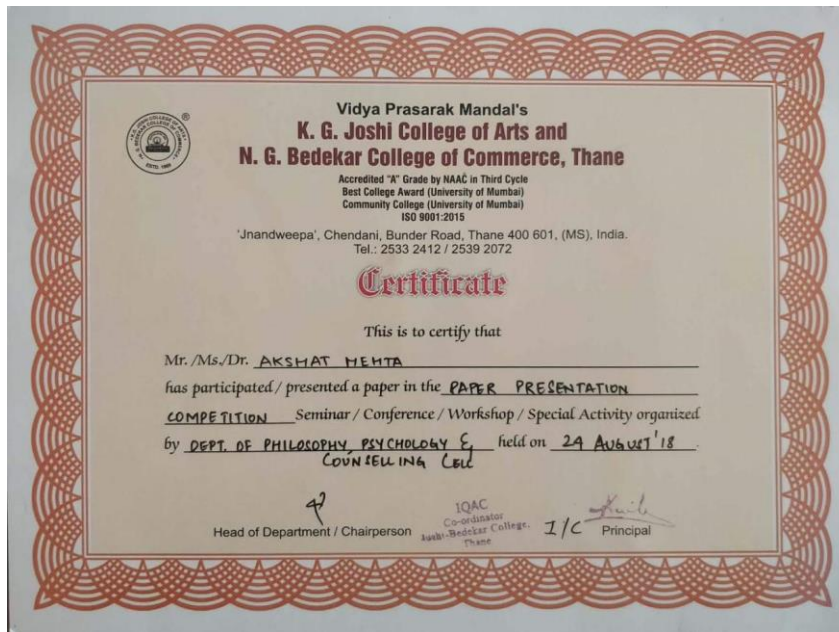 Vidya Prasarak Mandal's
K. G. Joshi College of Arts and
N. G. Bedekar College of Commerce, Thane
Accredited "A" Grade by NAAC in Third Cycle
Best College Award (University of Mumbai)
Community College (University of Mumbai)
ISO 9001:2015
'Jnandweepa', Chendani, Bunder Road, Thane 400 601, (MS), India.
Tel.: 2533 2412 / 2539 2072
Certificate
This is to certify that
Mr. /Ms./Dr. AKSHAT MEHTA
has participated / presented a paper in the PAPER PRESENTATION
COMPETITION Seminar / Conference / Workshop / Special Activity organized
by DEPT. OF PHILOSOPHY, PSYCHOLOGY & held on 24 AUGUST'18.
COUNSELLING CELL
IQAC
Co-ordinator
Joshi-Bedekar College,
Thane
Head of Department / Chairperson
I/C Principal